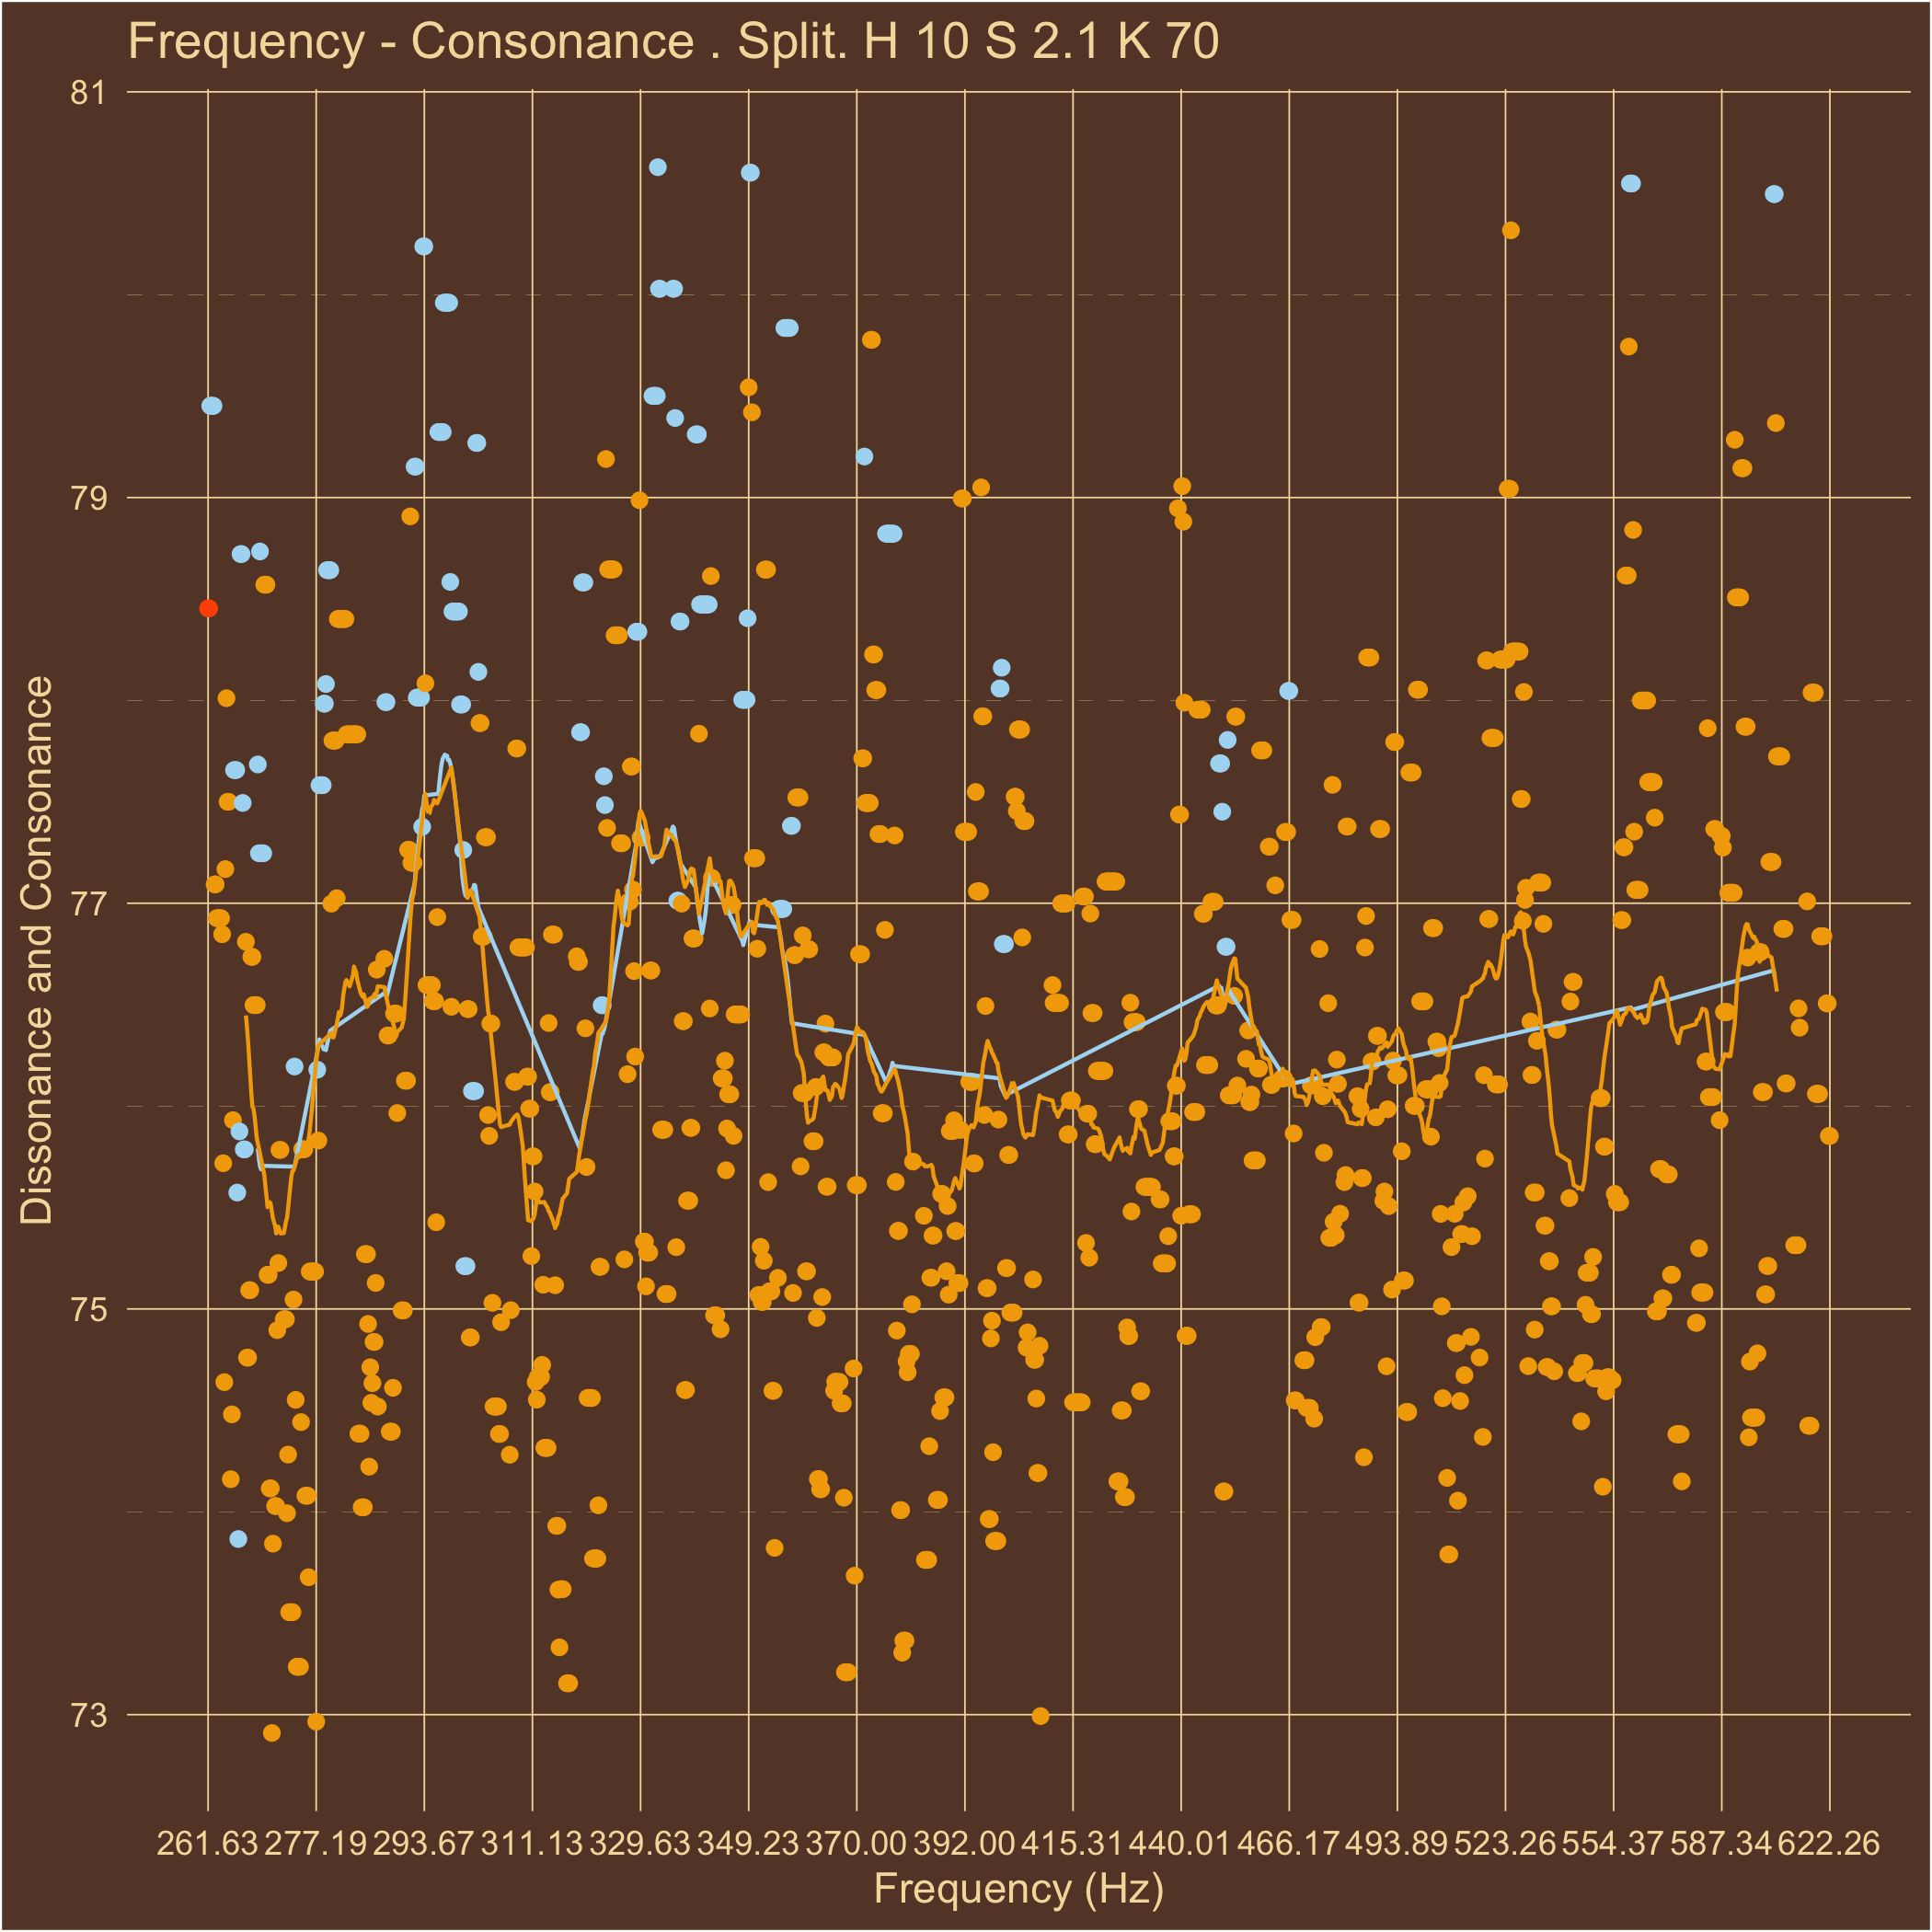 Frequency - Consonance . Split. H 10 S 2.1 K 70
81
79
77
75
73
Dissonance and Consonance
261.63 277.19 293.67 311.13 329.63 349.23 370.00 392.00 415.31 440.01 466.17 493.89 523.26 554.37 587.34 622.26
Frequency (Hz)